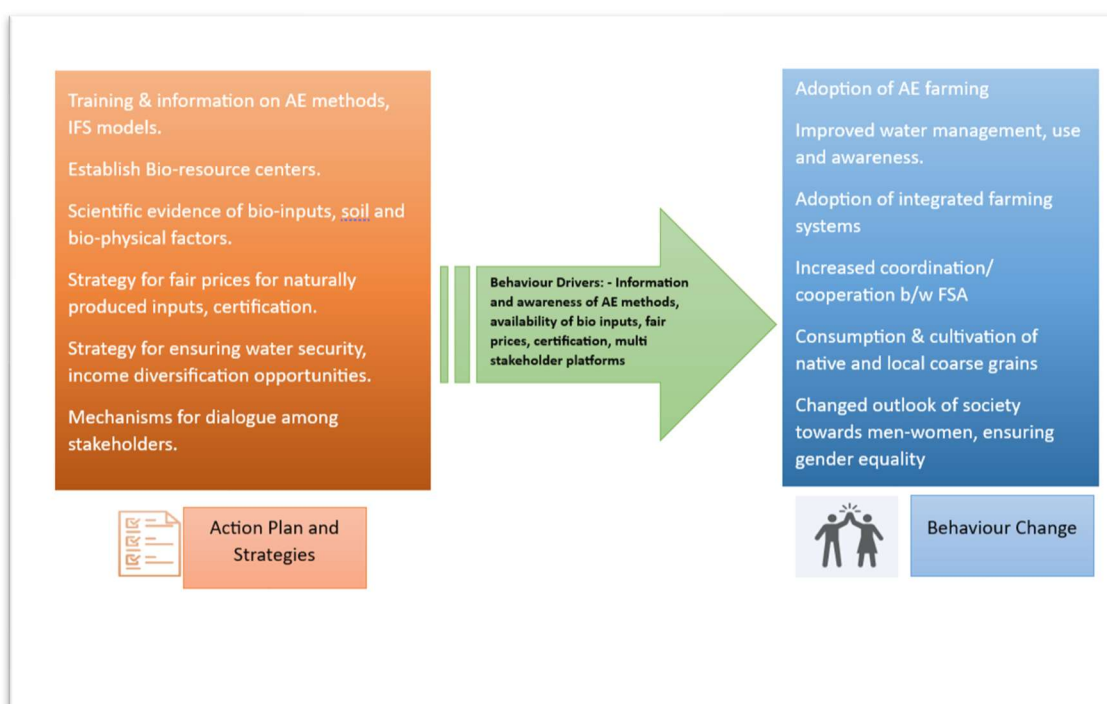 Training & information on AE methods,
IFS models.
Establish Bio-resource centers.
Scientific evidence of bio-inputs, soil and
bio-physical factors.
Strategy for fair prices for naturally
produced inputs, certification.
Strategy for ensuring water security,
income diversification opportunities.
Mechanisms for dialogue among
stakeholders.
Action Plan and
Strategies
Behaviour Drivers: - Information
and awareness of AE methods,
availability of bio inputs, fair
prices, certification, multi
stakeholder platforms
Adoption of AE farming
Improved water management, use
and awareness.
Adoption of integrated farming
systems
Increased coordination/
cooperation b/w FSA
Consumption & cultivation of
native and local coarse grains
Changed outlook of society
towards men-women, ensuring
gender equality
Behaviour Change